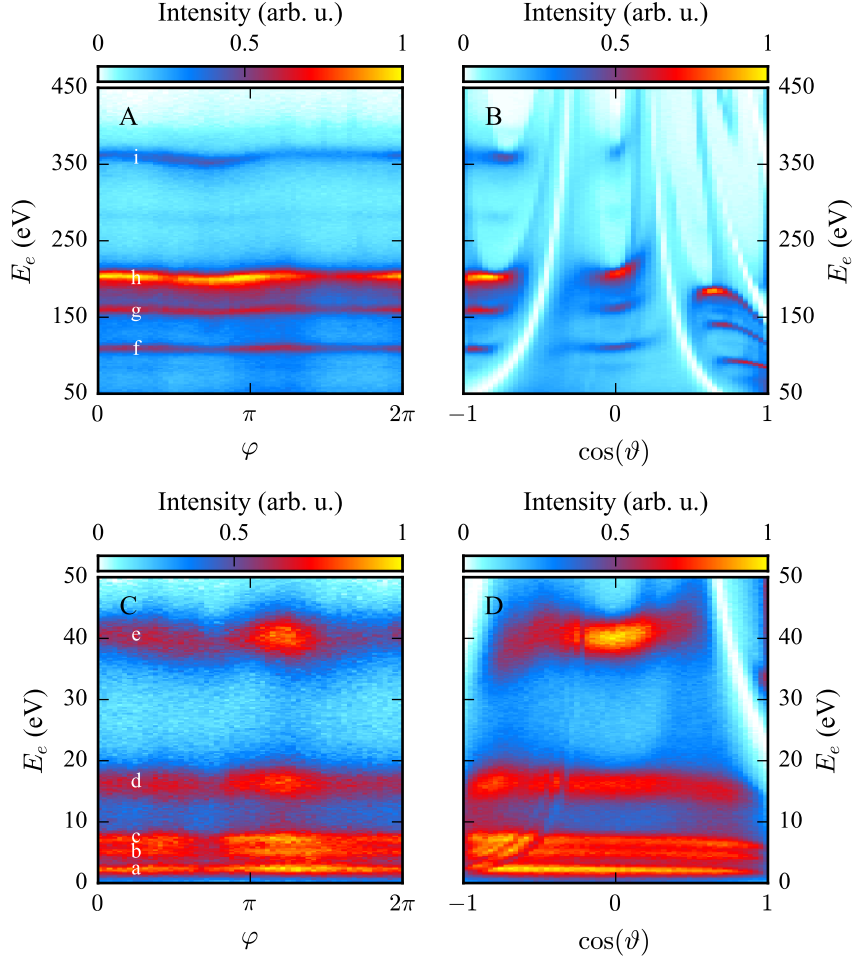 Intensity (arb. u.) Intensity (arb. u.)
0 0.5 1 0 0.5 1
450 A B 450
350 i 350
E_e (eV) 250 250 E_e (eV)
h
150 g 150
f
50 50
0 π 2π −1 0 1
φ cos(ϑ)
Intensity (arb. u.) Intensity (arb. u.)
0 0.5 1 0 0.5 1
50 C D 50
40 e 40
30 30
E_e (eV) E_e (eV)
20 d 20
10 c 10
b
a
0 0
0 π 2π −1 0 1
φ cos(ϑ)